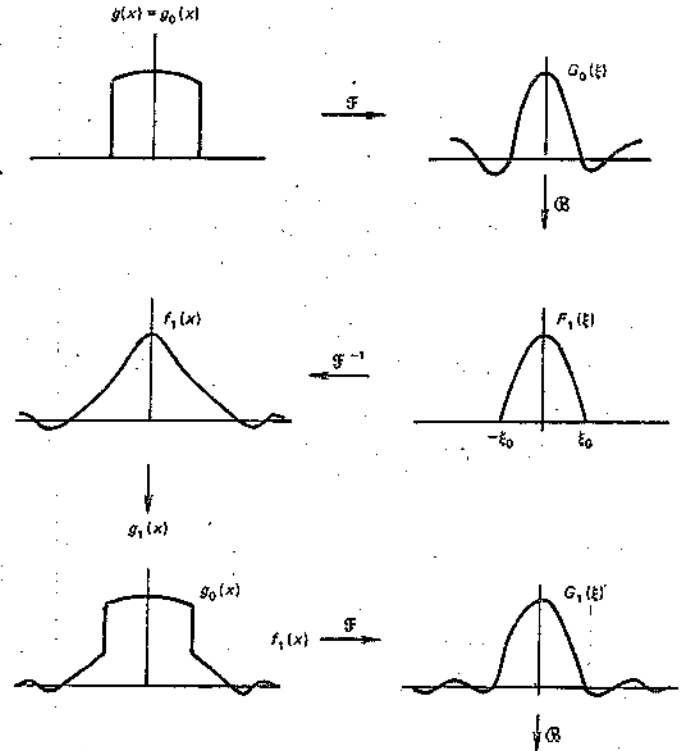 g(x) = g₀(x)
G₀(ξ)
ℱ
ℬ
f₁(x)
F₁(ξ)
ℱ⁻¹
-ξ₀ ξ₀
g₁(x)
g₀(x)
f₁(x)
ℱ
G₁(ξ)
ℬ